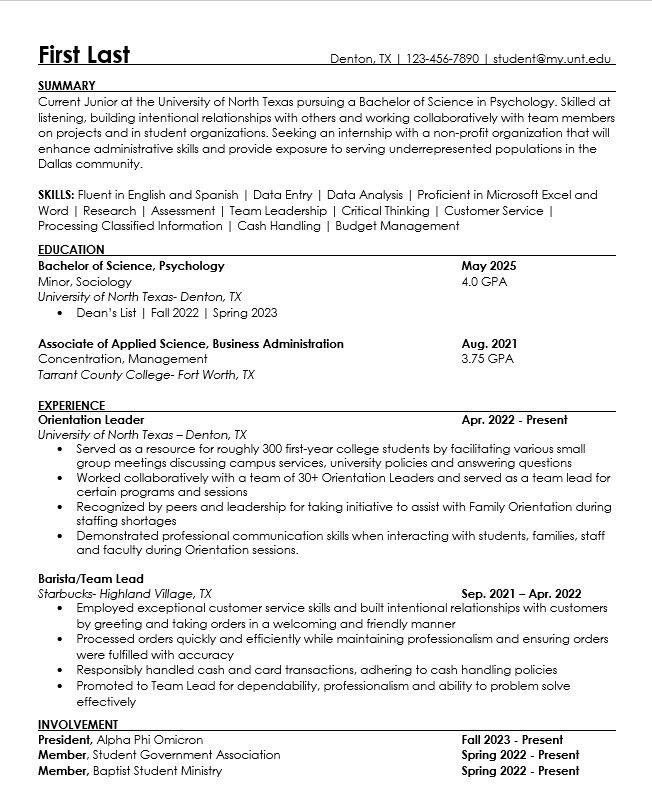 First Last Denton, TX | 123-456-7890 | student@my.unt.edu
SUMMARY
Current Junior at the University of North Texas pursuing a Bachelor of Science in Psychology. Skilled at
listening, building intentional relationships with others and working collaboratively with team members
on projects and in student organizations. Seeking an internship with a non-profit organization that will
enhance administrative skills and provide exposure to serving underrepresented populations in the
Dallas community.
SKILLS: Fluent in English and Spanish | Data Entry | Data Analysis | Proficient in Microsoft Excel and
Word | Research | Assessment | Team Leadership | Critical Thinking | Customer Service |
Processing Classified Information | Cash Handling | Budget Management
EDUCATION
Bachelor of Science, Psychology May 2025
Minor, Sociology 4.0 GPA
University of North Texas- Denton, TX
• Dean's List | Fall 2022 | Spring 2023
Associate of Applied Science, Business Administration Aug. 2021
Concentration, Management 3.75 GPA
Tarrant County College- Fort Worth, TX
EXPERIENCE
Orientation Leader Apr. 2022 - Present
University of North Texas – Denton, TX
• Served as a resource for roughly 300 first-year college students by facilitating various small
group meetings discussing campus services, university policies and answering questions
• Worked collaboratively with a team of 30+ Orientation Leaders and served as a team lead for
certain programs and sessions
• Recognized by peers and leadership for taking initiative to assist with Family Orientation during
staffing shortages
• Demonstrated professional communication skills when interacting with students, families, staff
and faculty during Orientation sessions.
Barista/Team Lead
Starbucks- Highland Village, TX Sep. 2021 – Apr. 2022
• Employed exceptional customer service skills and built intentional relationships with customers
by greeting and taking orders in a welcoming and friendly manner
• Processed orders quickly and efficiently while maintaining professionalism and ensuring orders
were fulfilled with accuracy
• Responsibly handled cash and card transactions, adhering to cash handling policies
• Promoted to Team Lead for dependability, professionalism and ability to problem solve
effectively
INVOLVEMENT
President, Alpha Phi Omicron Fall 2023 - Present
Member, Student Government Association Spring 2022 - Present
Member, Baptist Student Ministry Spring 2022 - Present